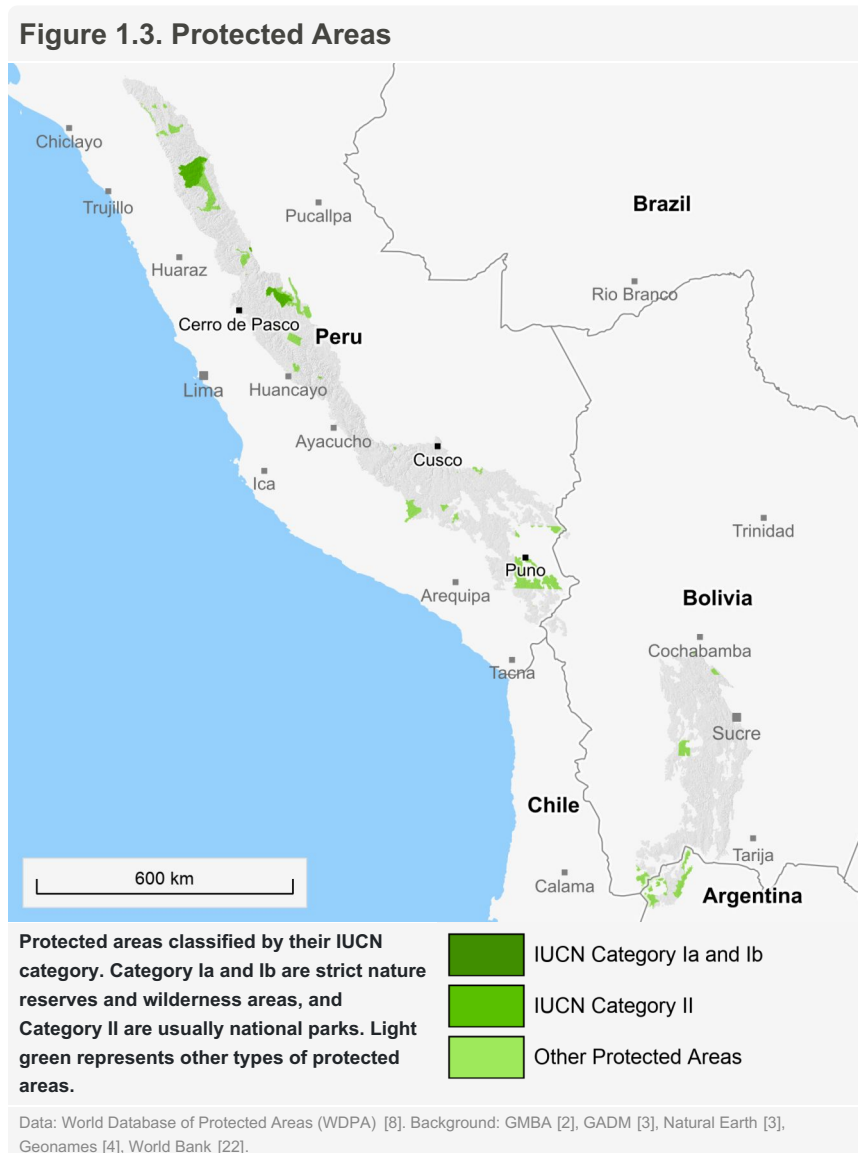 Figure 1.3. Protected Areas
Chiclayo
Trujillo
Pucallpa
Brazil
Huaraz
Rio Branco
Cerro de Pasco
Peru
Lima
Huancayo
Ayacucho
Cusco
Ica
Trinidad
Puno
Arequipa
Bolivia
Cochabamba
Tacna
Sucre
Chile
Tarija
600 km
Calama
Argentina
Protected areas classified by their IUCN
category. Category Ia and Ib are strict nature
reserves and wilderness areas, and
Category II are usually national parks. Light
green represents other types of protected
areas.
IUCN Category Ia and Ib
IUCN Category II
Other Protected Areas
Data: World Database of Protected Areas (WDPA) [8]. Background: GMBA [2], GADM [3], Natural Earth [3],
Geonames [4], World Bank [22].